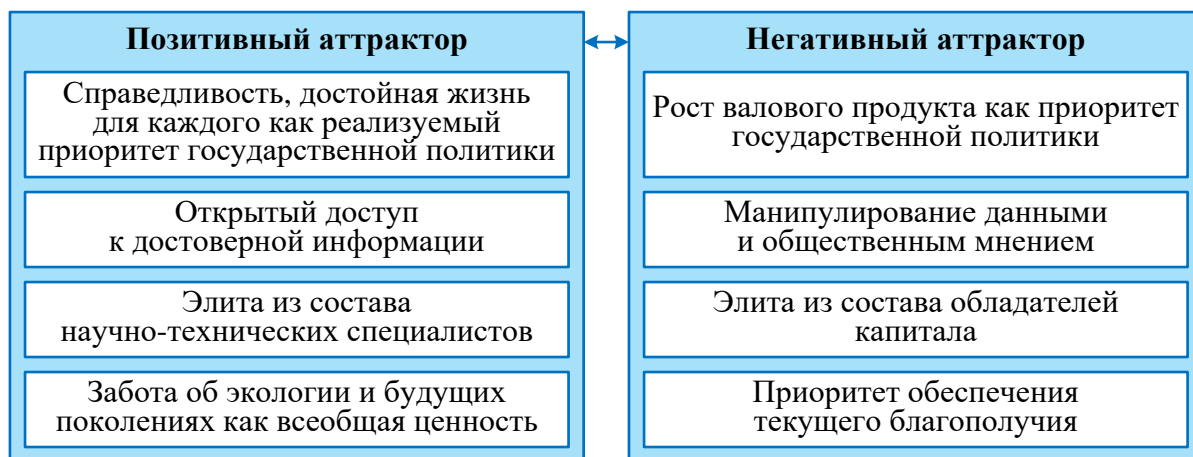 Позитивный аттрактор
Справедливость, достойная жизнь
для каждого как реализуемый
приоритет государственной политики
Открытый доступ
к достоверной информации
Элита из состава
научно-технических специалистов
Забота об экологии и будущих
поколениях как всеобщая ценность
Негативный аттрактор
Рост валового продукта как приоритет
государственной политики
Манипулирование данными
и общественным мнением
Элита из состава обладателей
капитала
Приоритет обеспечения
текущего благополучия